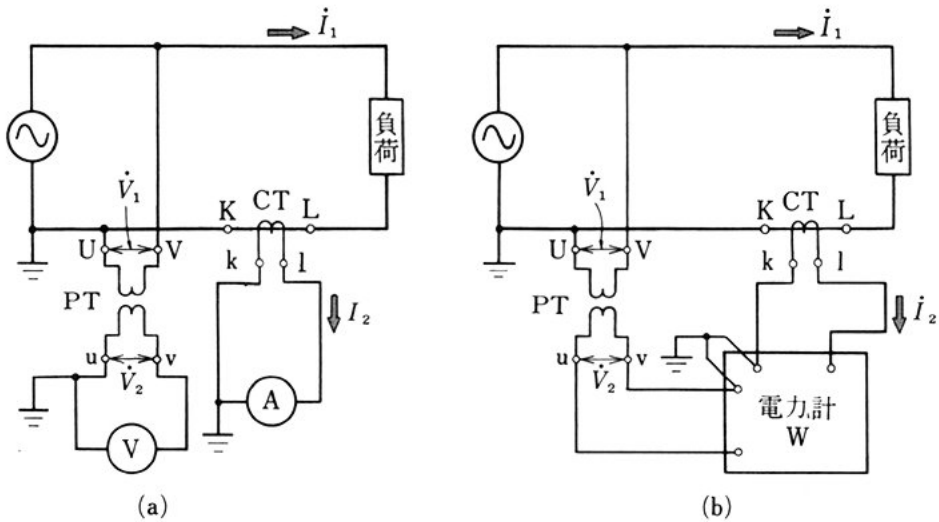 İ₁
負荷
V̇₁
CT
K
L
U
V
k
l
PT
I₂
u
v
V̇₂
A
V
(a)
İ₁
負荷
V̇₁
CT
K
L
U
V
k
l
PT
İ₂
u
v
V̇₂
電力計
W
(b)